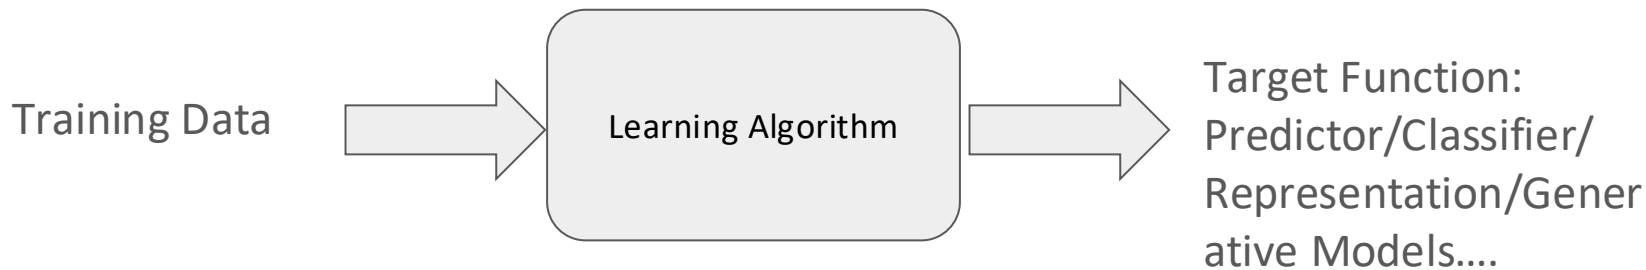 Training Data
Learning Algorithm
Target Function:
Predictor/Classifier/
Representation/Gener
ative Models....